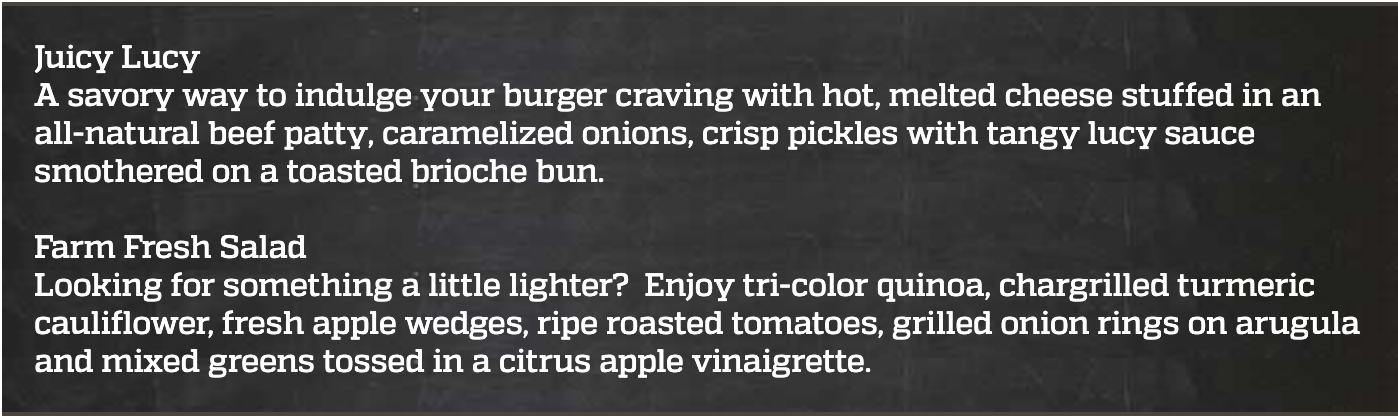 Juicy Lucy
A savory way to indulge your burger craving with hot, melted cheese stuffed in an
all-natural beef patty, caramelized onions, crisp pickles with tangy lucy sauce
smothered on a toasted brioche bun.
Farm Fresh Salad
Looking for something a little lighter?  Enjoy tri-color quinoa, chargrilled turmeric
cauliflower, fresh apple wedges, ripe roasted tomatoes, grilled onion rings on arugula
and mixed greens tossed in a citrus apple vinaigrette.